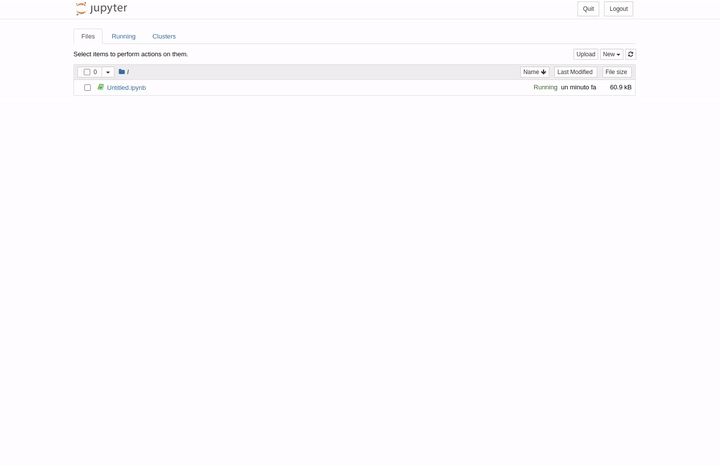 jupyter
Quit Logout
Files Running Clusters
Select items to perform actions on them.
Upload New
0 / Name Last Modified File size
Untitled.ipynb Running un minuto fa 60.9 kB